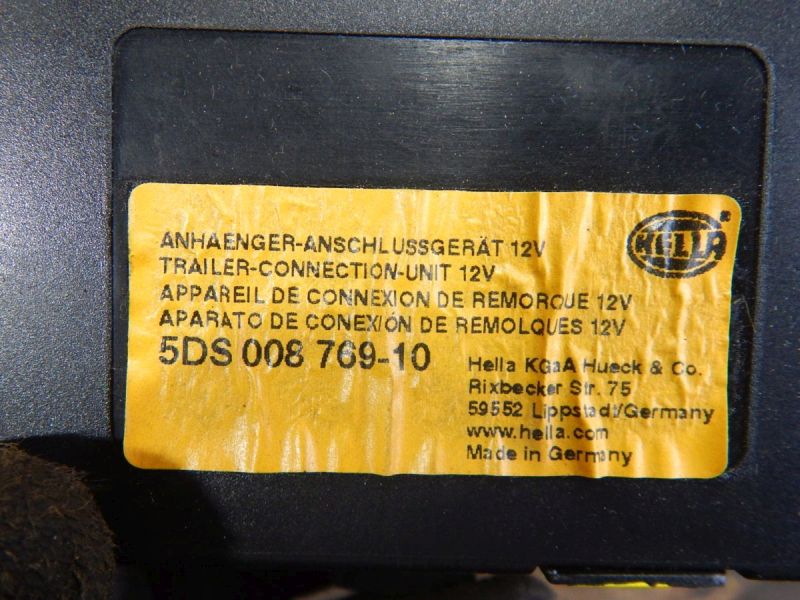 ANHAENGER-ANSCHLUSSGERÄT 12V
HELLA ®
TRAILER-CONNECTION-UNIT 12V
APPAREIL DE CONNEXION DE REMORQUE 12V
APARATO DE CONEXIÓN DE REMOLQUES 12V
5DS 008 769-10
Hella KGaA Hueck & Co.
Rixbecker Str. 75
59552 Lippstadt/Germany
www.hella.com
Made in Germany